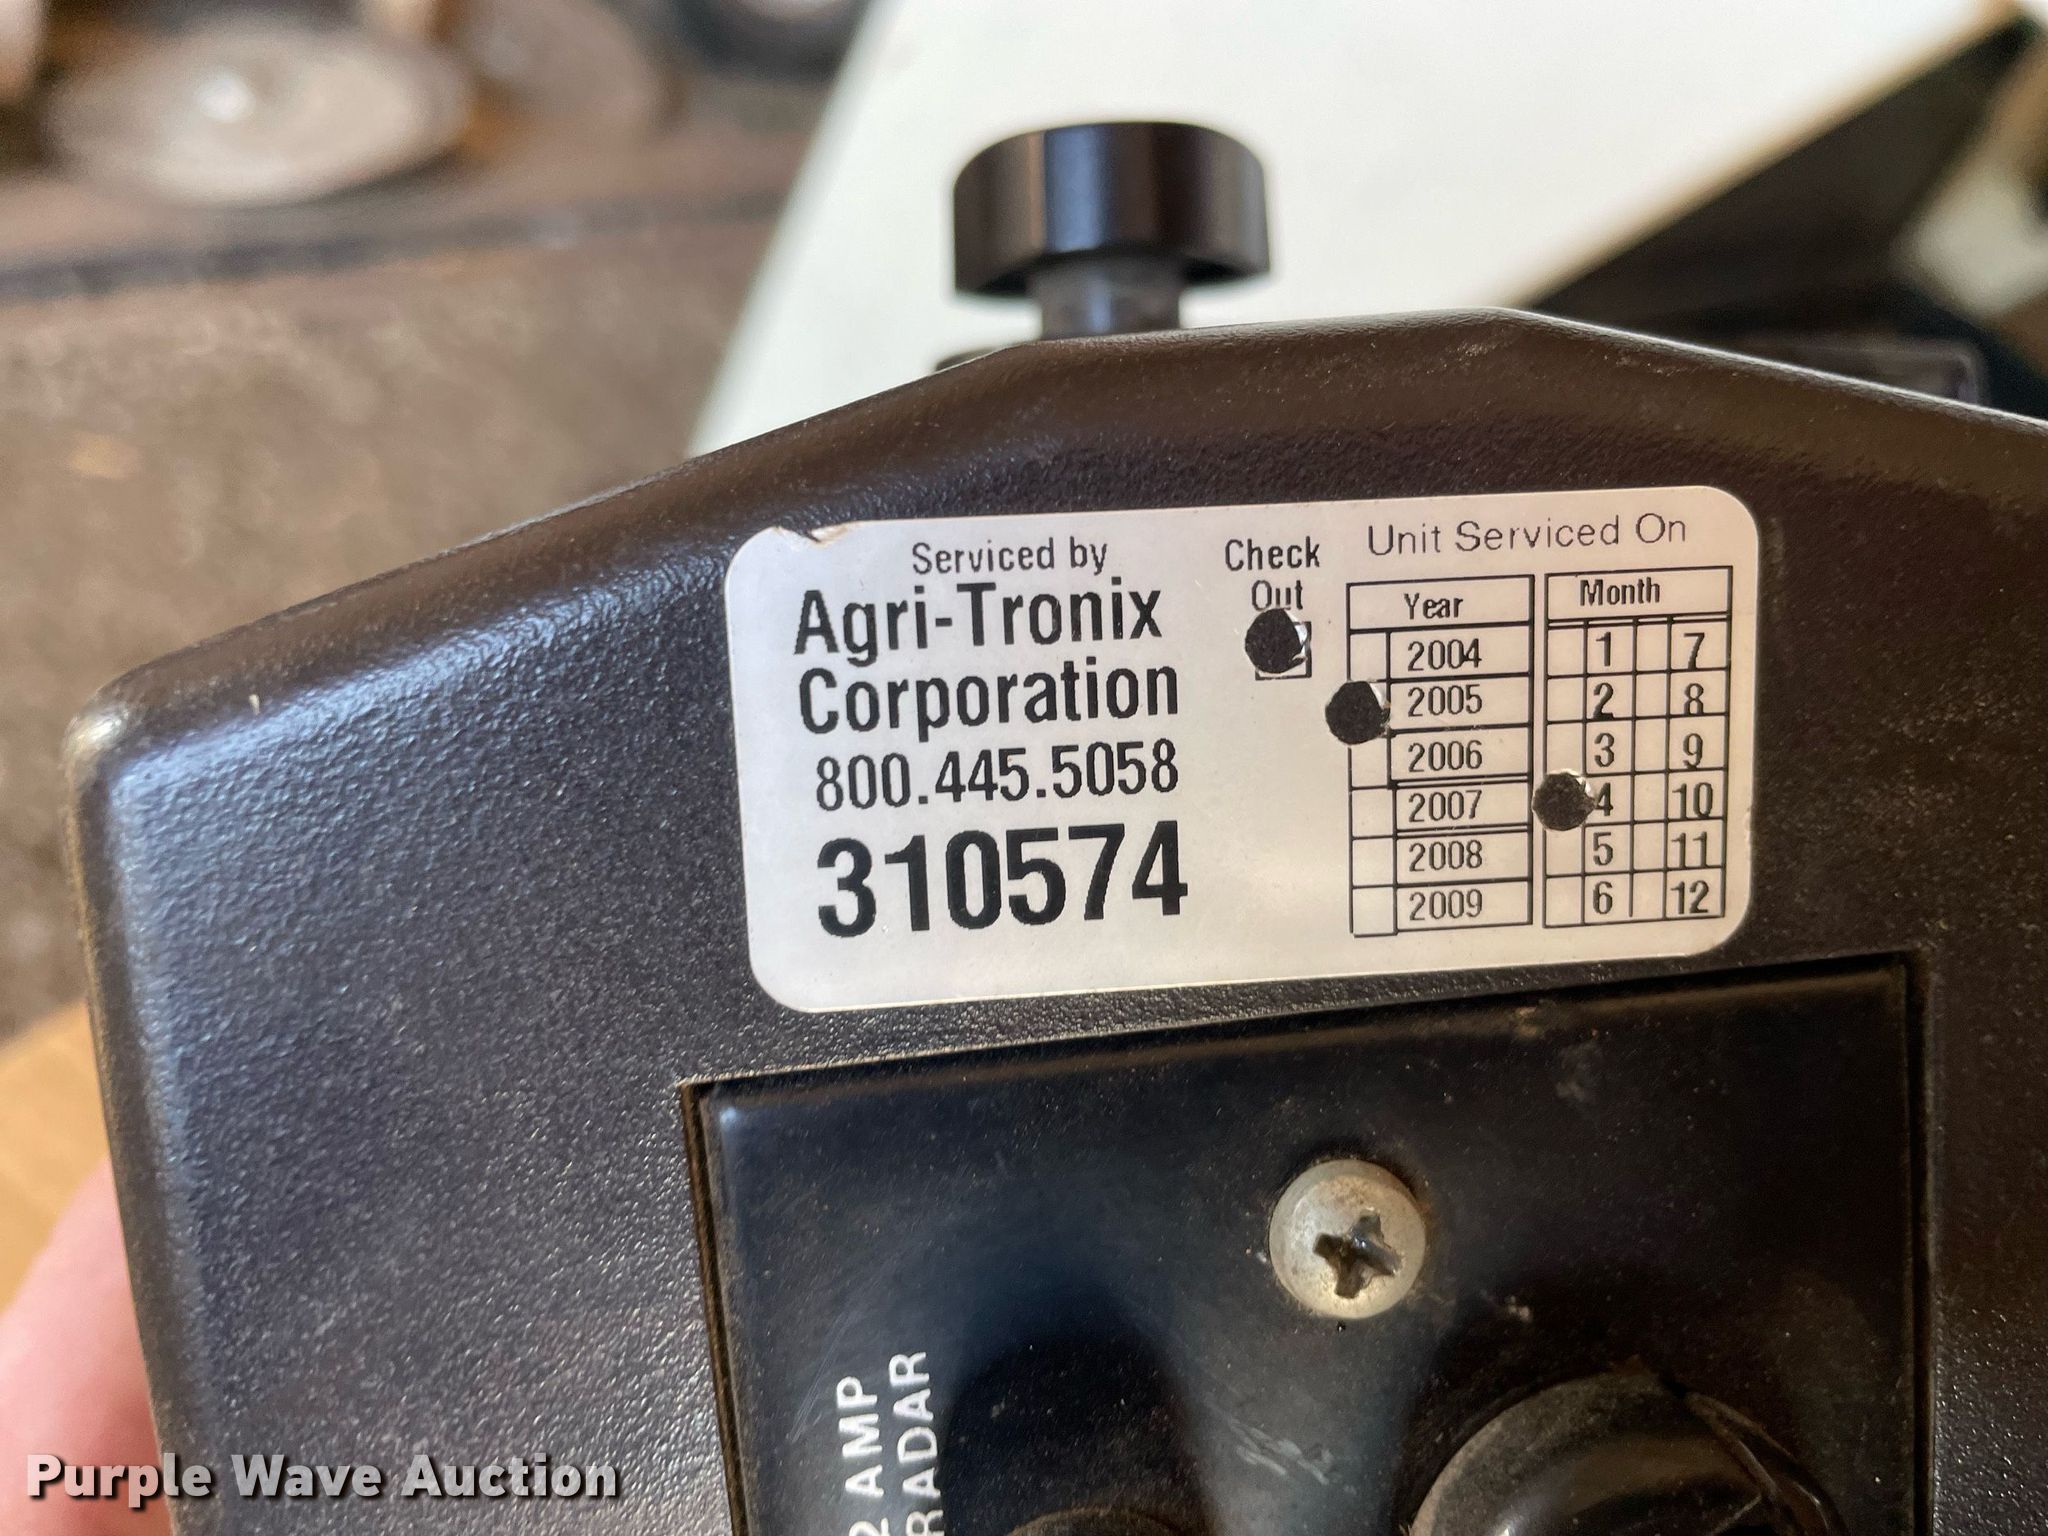 Serviced by
Agri-Tronix
Corporation
800.445.5058
310574
Check
Out
Unit Serviced On
Year
2004
2005
2006
2007
2008
2009
Month
1 7
2 8
3 9
4 10
5 11
6 12
2 AMP
RADAR
Purple Wave Auction